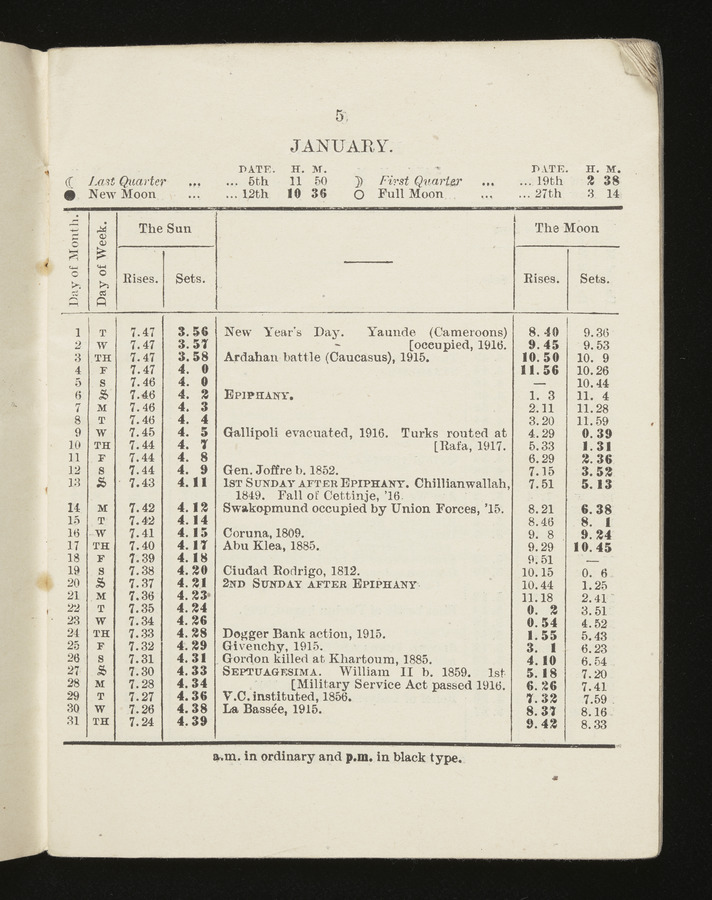 5
JANUARY.
DATE. H. M. DATE. H. M.
☾ Last Quarter ... ... 5th 11 50 ☽ First Quarter ... ... 19th 2 38
● New Moon ... ... 12th 10 36 ○ Full Moon ... ... 27th 3 14
Day of Month. Day of Week. The Sun The Moon
Rises. Sets. Rises. Sets.
1 T 7.47 3.56 New Year's Day. Yaunde (Cameroons) 8.40 9.36
2 W 7.47 3.57 [occupied, 1916. 9.45 9.53
3 TH 7.47 3.58 Ardahan battle (Caucasus), 1915. 10.50 10. 9
4 F 7.47 4. 0 11.56 10.26
5 S 7.46 4. 0 — 10.44
6 S 7.46 4. 2 EPIPHANY. 1. 3 11. 4
7 M 7.46 4. 3 2.11 11.28
8 T 7.46 4. 4 3.20 11.59
9 W 7.45 4. 5 Gallipoli evacuated, 1916. Turks routed at 4.29 0.39
10 TH 7.44 4. 7 [Rafa, 1917. 5.33 1.31
11 F 7.44 4. 8 6.29 2.36
12 S 7.44 4. 9 Gen. Joffre b. 1852. 7.15 3.52
13 S 7.43 4.11 1ST SUNDAY AFTER EPIPHANY. Chillianwallah, 7.51 5.13
1849. Fall of Cettinje, '16
14 M 7.42 4.12 Swakopmund occupied by Union Forces, '15. 8.21 6.38
15 T 7.42 4.14 8.46 8. 1
16 W 7.41 4.15 Coruna, 1809. 9. 8 9.24
17 TH 7.40 4.17 Abu Klea, 1885. 9.29 10.45
18 F 7.39 4.18 9.51 —
19 S 7.38 4.20 Ciudad Rodrigo, 1812. 10.15 0. 6
20 S 7.37 4.21 2ND SUNDAY AFTER EPIPHANY 10.44 1.25
21 M 7.36 4.23 11.18 2.41
22 T 7.35 4.24 0. 2 3.51
23 W 7.34 4.26 0.54 4.52
24 TH 7.33 4.28 Dogger Bank action, 1915. 1.55 5.43
25 F 7.32 4.29 Givenchy, 1915. 3. 1 6.23
26 S 7.31 4.31 Gordon killed at Khartoum, 1885. 4.10 6.54
27 S 7.30 4.33 SEPTUAGESIMA. William II b. 1859. 1st 5.18 7.20
28 M 7.28 4.34 [Military Service Act passed 1916. 6.26 7.41
29 T 7.27 4.36 V.C. instituted, 1856. 7.32 7.59
30 W 7.26 4.38 La Bassée, 1915. 8.37 8.16
31 TH 7.24 4.39 9.42 8.33
a.m. in ordinary and p.m. in black type.